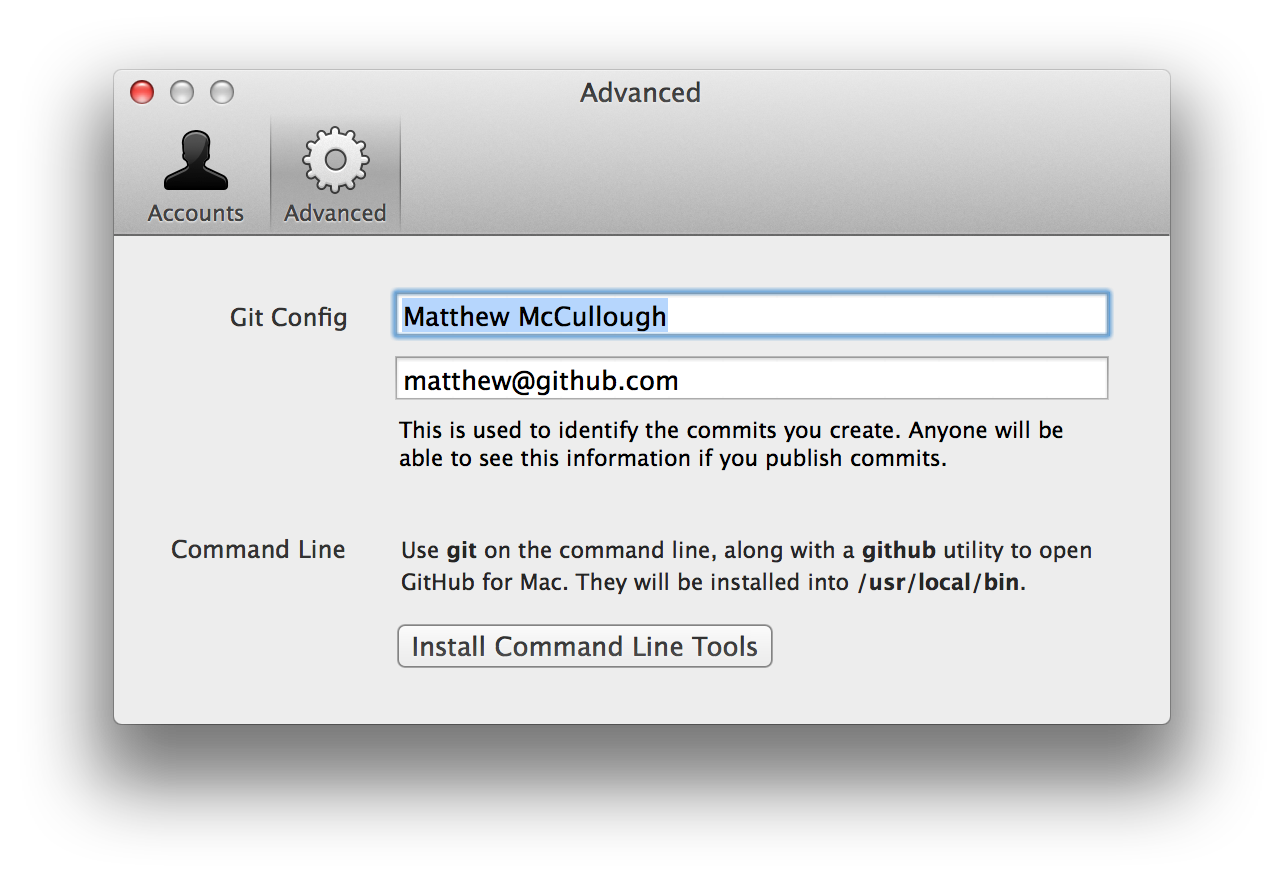 Advanced
Accounts
Advanced
Git Config
Matthew McCullough
matthew@github.com
This is used to identify the commits you create. Anyone will be
able to see this information if you publish commits.
Command Line
Use git on the command line, along with a github utility to open
GitHub for Mac. They will be installed into /usr/local/bin.
Install Command Line Tools